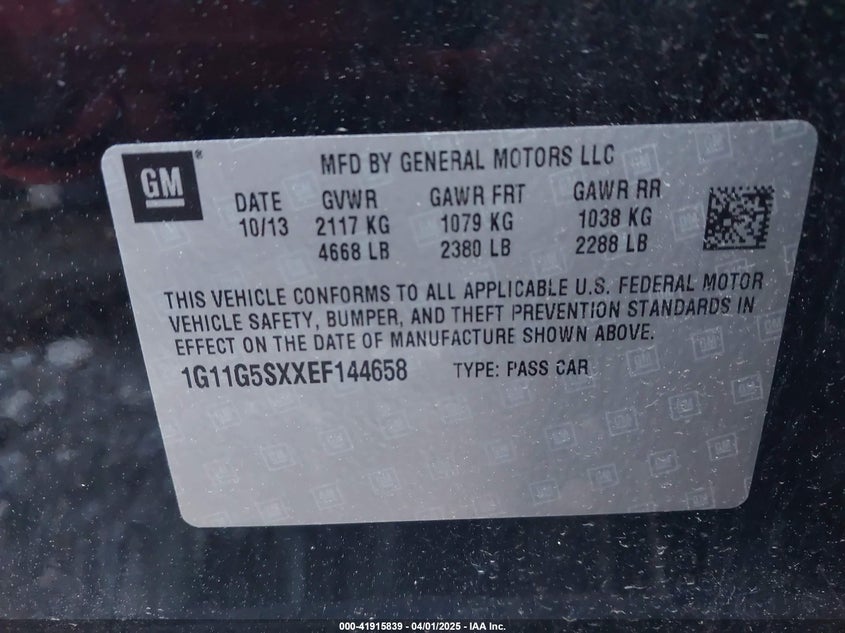 GM® MFD BY GENERAL MOTORS LLC
DATE GVWR GAWR FRT GAWR RR
10/13 2117 KG 1079 KG 1038 KG
4668 LB 2380 LB 2288 LB
THIS VEHICLE CONFORMS TO ALL APPLICABLE U.S. FEDERAL MOTOR
VEHICLE SAFETY, BUMPER, AND THEFT PREVENTION STANDARDS IN
EFFECT ON THE DATE OF MANUFACTURE SHOWN ABOVE.
1G11G5SXXEF144658 TYPE: PASS CAR
000-41915839 - 04/01/2025 - IAA Inc.